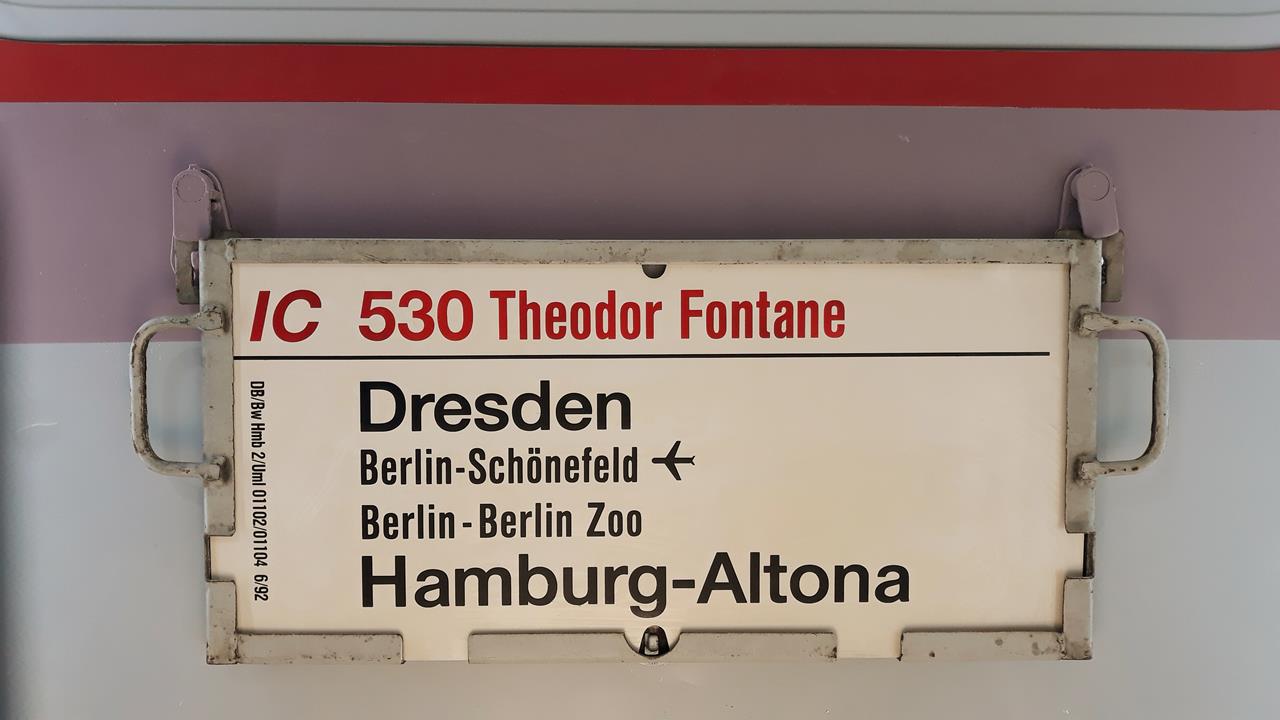 IC 530 Theodor Fontane
Dresden
Berlin-Schönefeld
Berlin-Berlin Zoo
Hamburg-Altona
DB/Bw Hmb 2/Uml 01102/01104 6/92